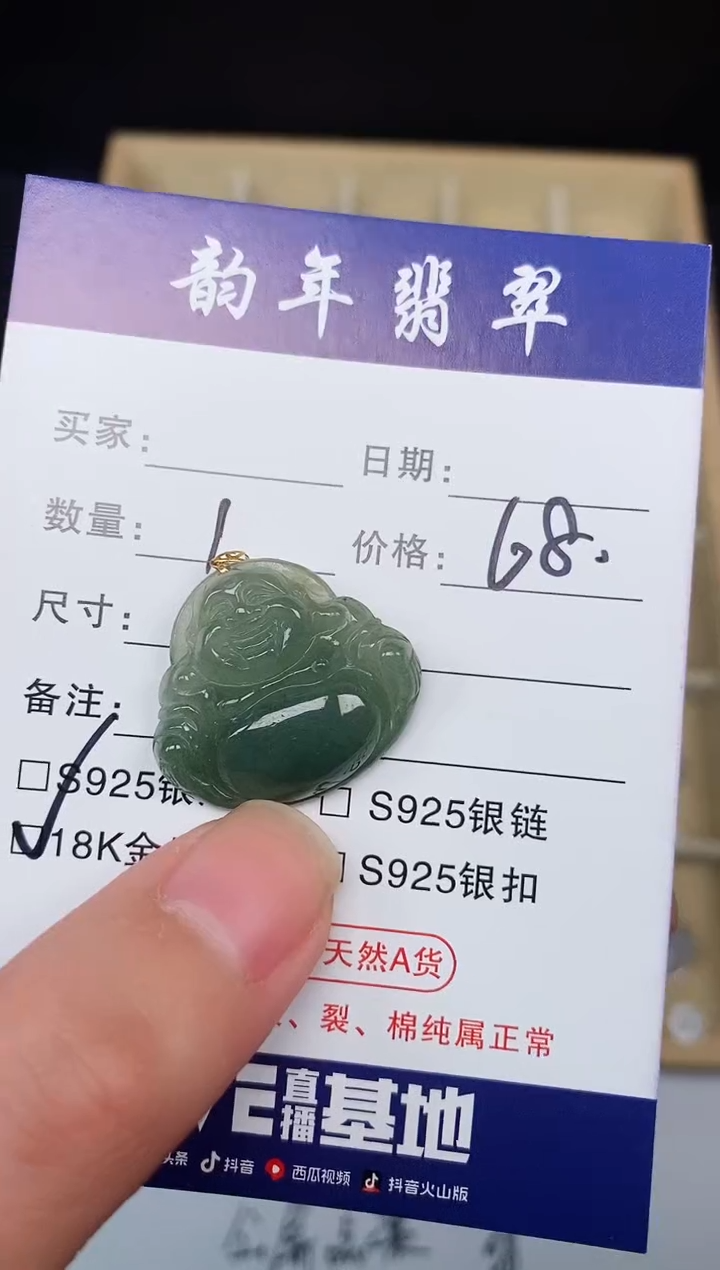 韵年翡翠
买家：
日期：
数量：1
价格：68.
尺寸：
备注：
S925银
S925银链
18K金
S925银扣
天然A货
、裂、棉纯属正常
直播基地
头条 抖音 西瓜视频 抖音火山版